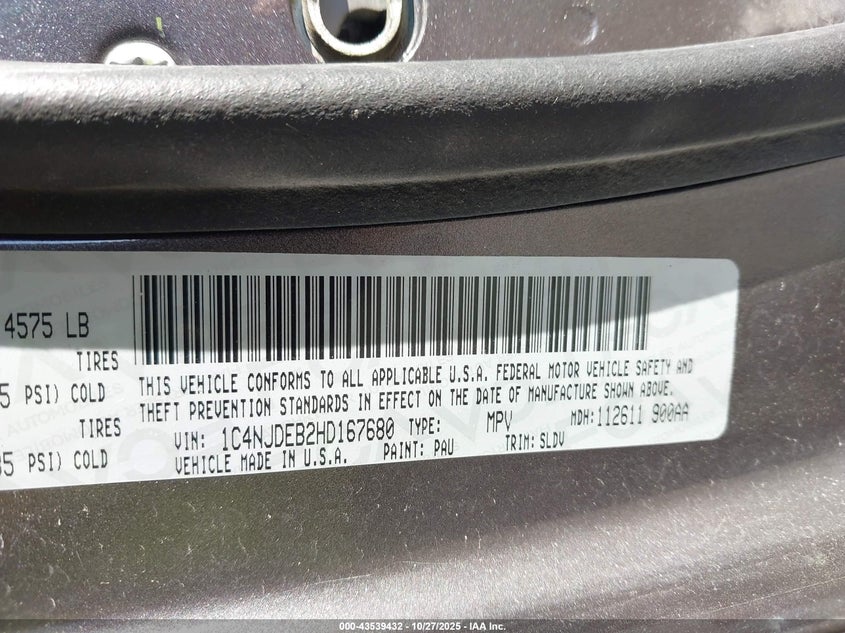 4575 LB
TIRES
5 PSI) COLD
TIRES
35 PSI) COLD
THIS VEHICLE CONFORMS TO ALL APPLICABLE U.S.A. FEDERAL MOTOR VEHICLE SAFETY AND
THEFT PREVENTION STANDARDS IN EFFECT ON THE DATE OF MANUFACTURE SHOWN ABOVE.
VIN: 1C4NJDEB2HD167680 TYPE: MPV MDH:112611 900AA
VEHICLE MADE IN U.S.A. PAINT: PAU TRIM: SLDV
000-43539432 - 10/27/2025 - IAA Inc.